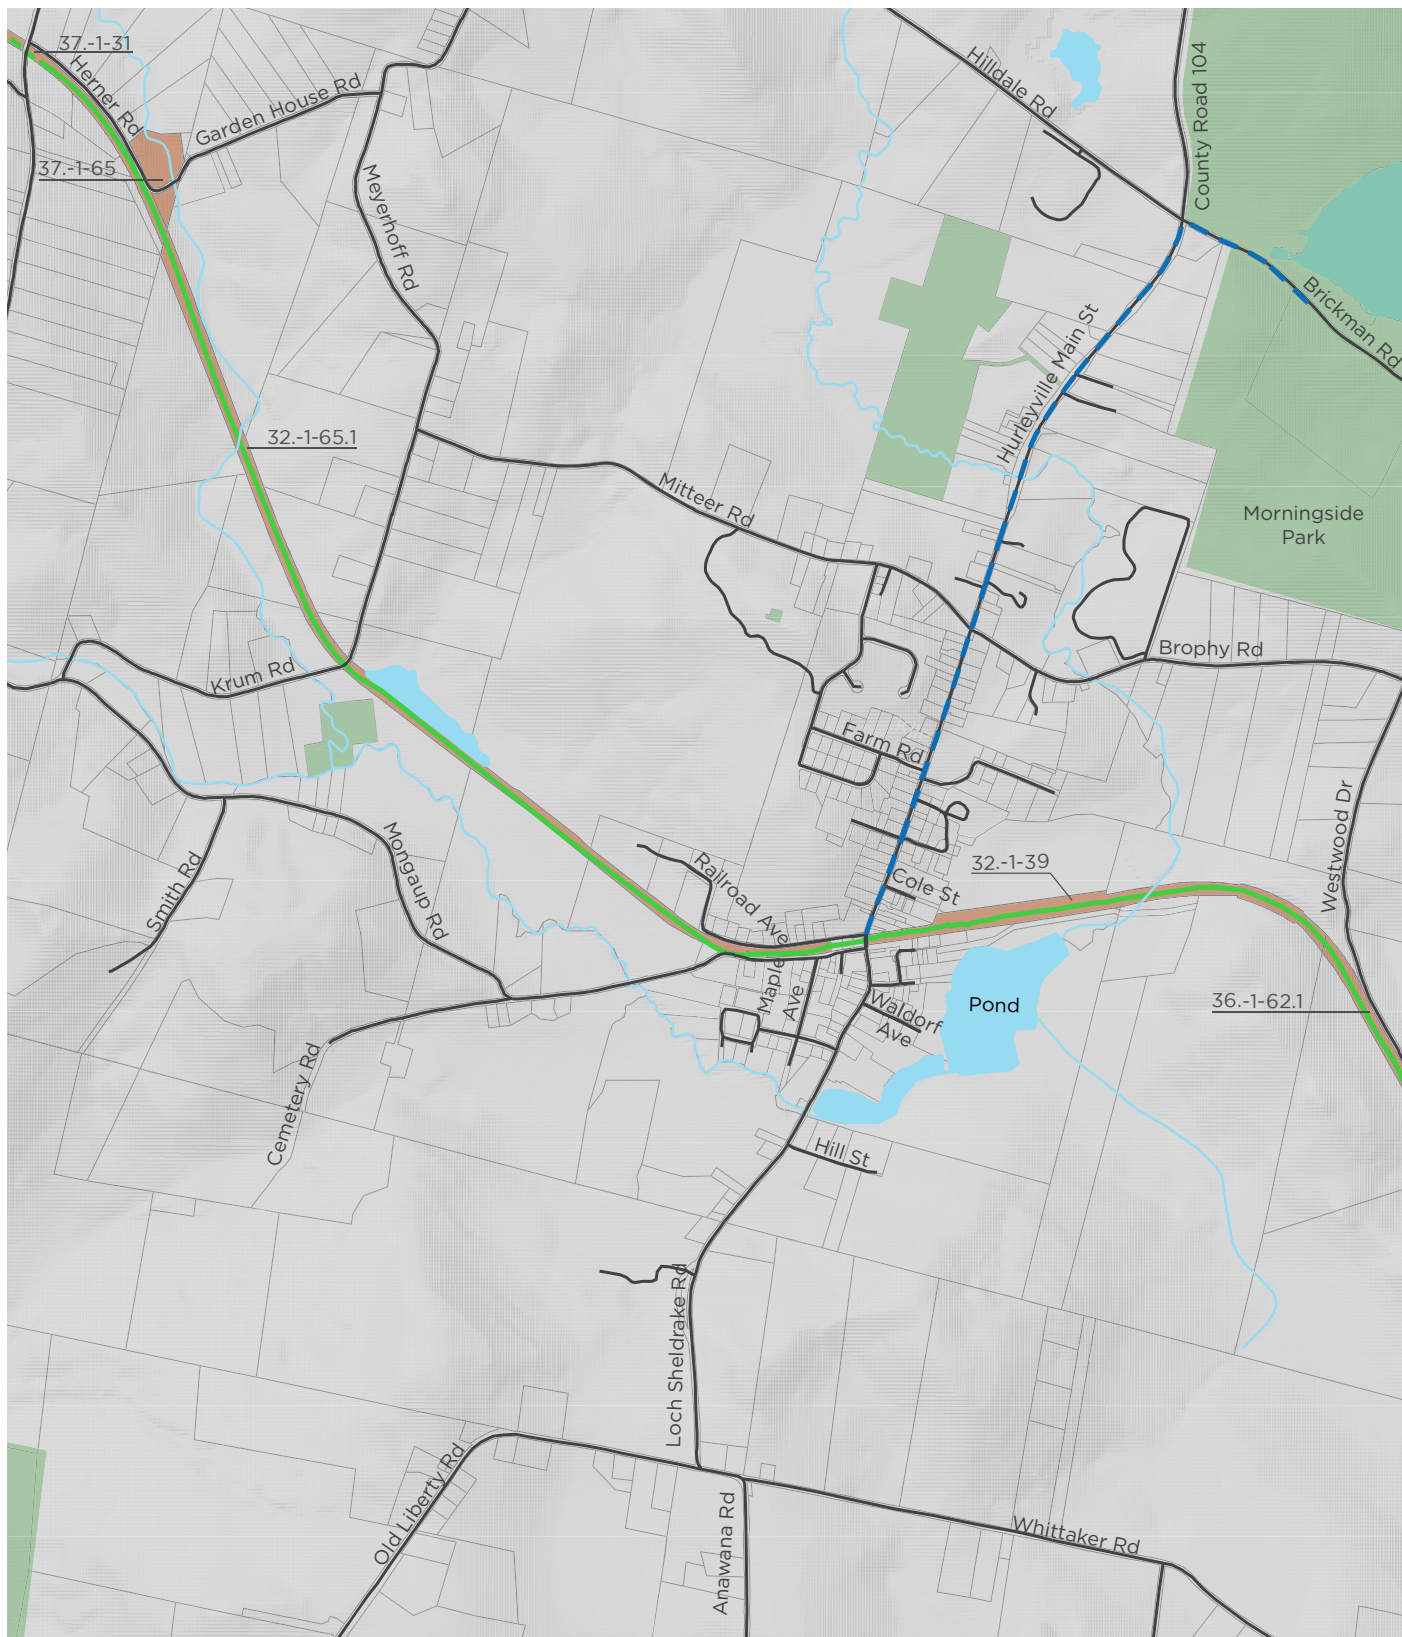 37.-1-31
Herner Rd
Garden House Rd
37.-1-65
Meyerhoff Rd
Hilldale Rd
County Road 104
Brickman Rd
Hurleyville Main St
32.-1-65.1
Mitteer Rd
Morningside
Park
Krum Rd
Brophy Rd
Farm Rd
Westwood Dr
Smith Rd
Mongaup Rd
Railroad Ave
Cole St
32.-1-39
Maple
Ave
Waldorf
Ave
Pond
36.-1-62.1
Cemetery Rd
Hill St
Loch Sheldrake Rd
Old Liberty Rd
Anawana Rd
Whittaker Rd